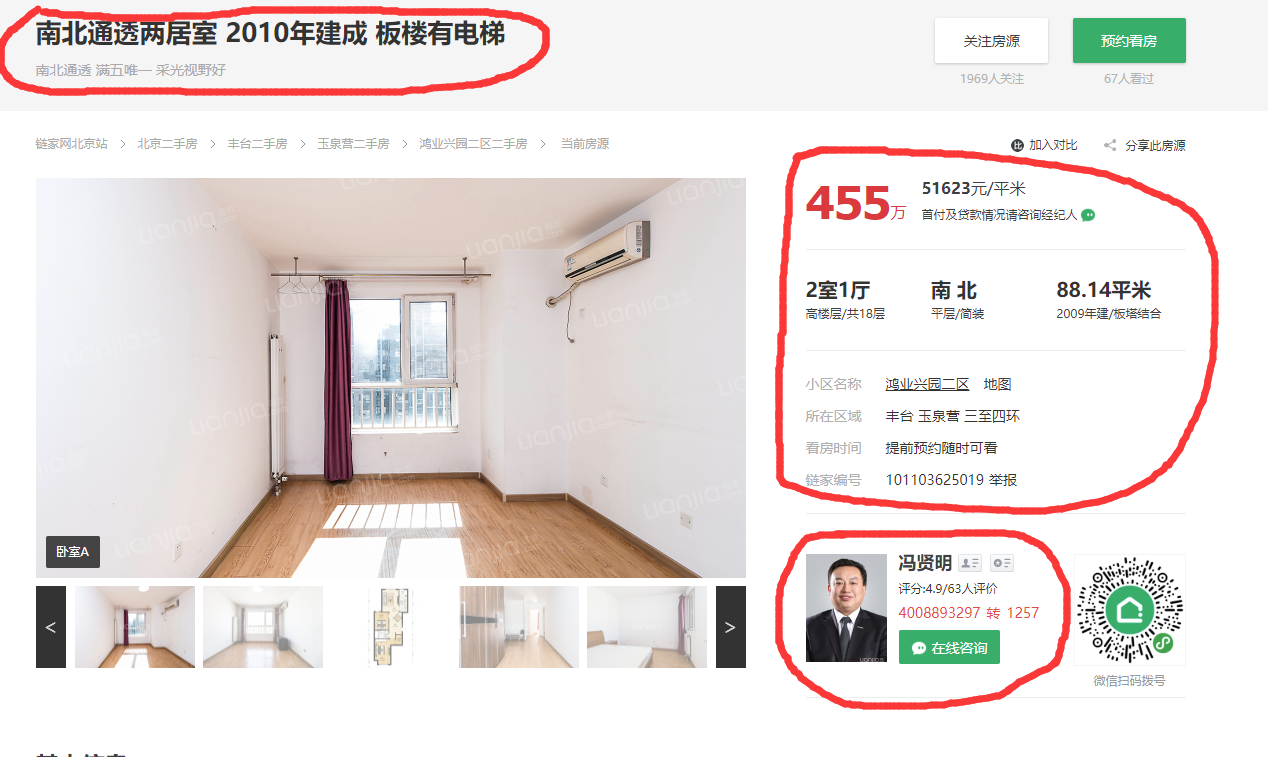 南北通透两居室 2010年建成 板楼有电梯
南北通透 满五唯一 采光视野好
关注房源
预约看房
1969人关注
67人看过
链家网北京站 > 北京二手房 > 丰台二手房 > 玉泉营二手房 > 鸿业兴园二区二手房 > 当前房源
加入对比
分享此房源
455万
51623元/平米
首付及贷款情况请咨询经纪人
2室1厅
南 北
88.14平米
高楼层/共18层
平层/简装
2009年建/板塔结合
小区名称 鸿业兴园二区 地图
所在区域 丰台 玉泉营 三至四环
看房时间 提前预约随时可看
链家编号 101103625019 举报
lianjia
卧室A
<
>
冯贤明
评分:4.9/63人评价
4008893297 转 1257
在线咨询
微信扫码拨号